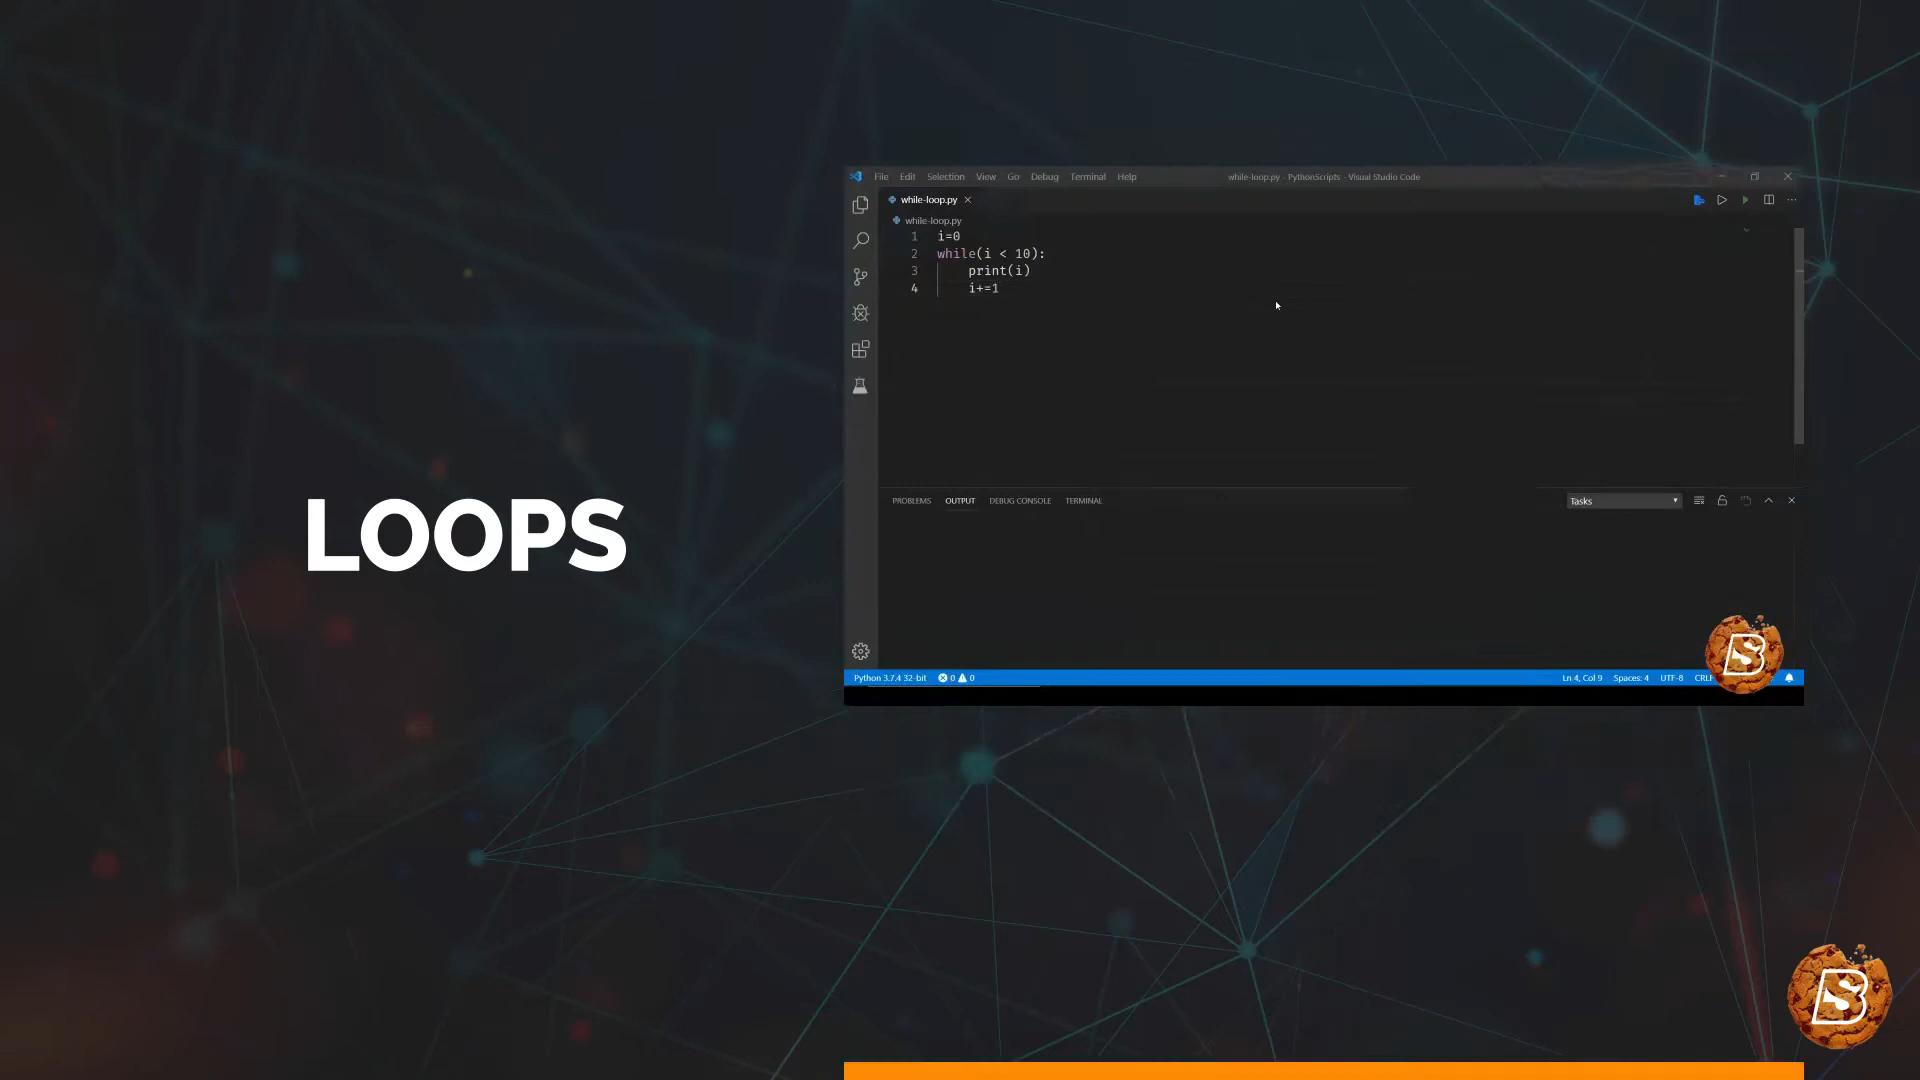 LOOPS
File Edit Selection View Go Debug Terminal Help
while-loop.py - PythonScripts - Visual Studio Code
while-loop.py
while-loop.py
1 i=0
2 while(i < 10):
3 print(i)
4 i+=1
PROBLEMS OUTPUT DEBUG CONSOLE TERMINAL
Tasks
Python 3.7.4 32-bit 0 0
Ln 4, Col 9 Spaces: 4 UTF-8
BS
BS